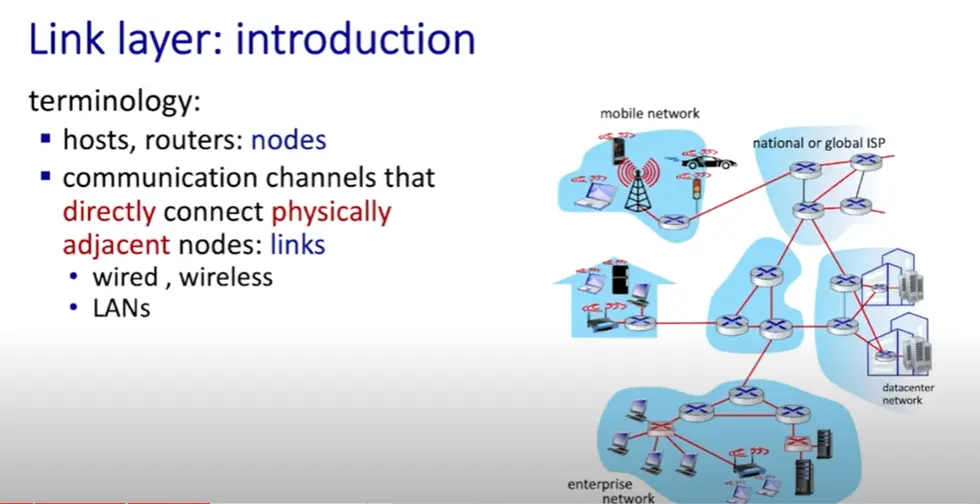 Link layer: introduction
terminology:
▪ hosts, routers: nodes
▪ communication channels that
directly connect physically
adjacent nodes: links
• wired , wireless
• LANs
mobile network
national or global ISP
datacenter
network
enterprise
network